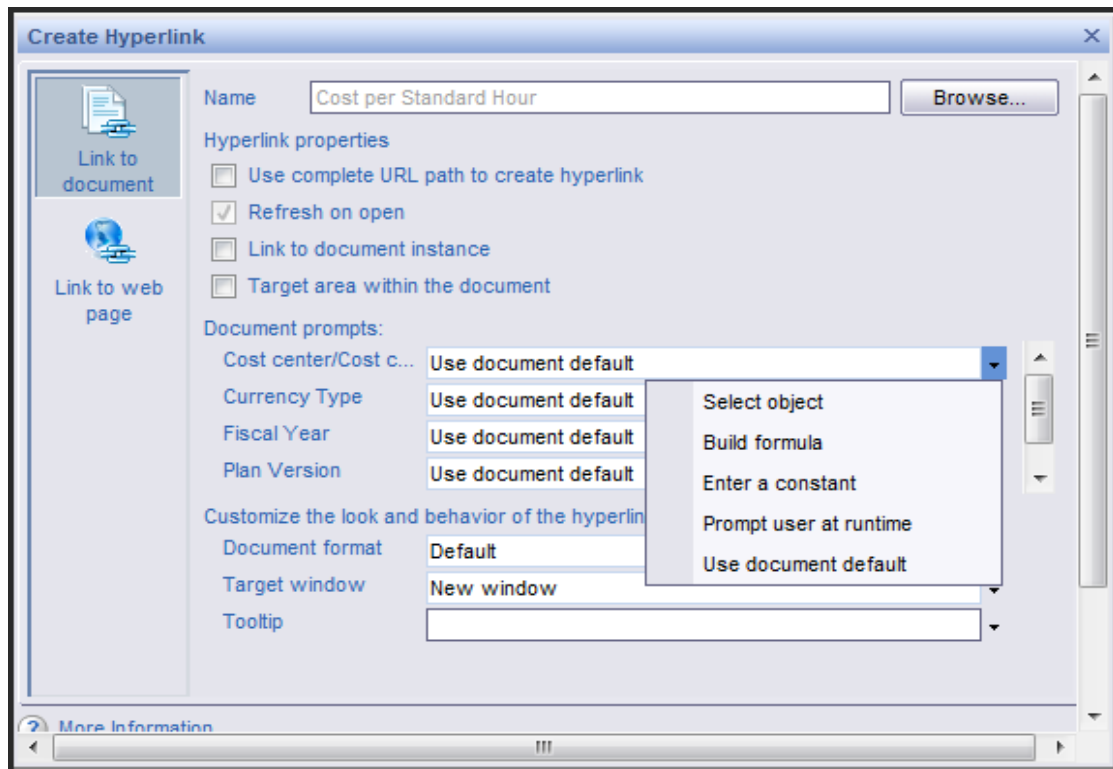 Create Hyperlink
Link to
document
Link to web
page
Name Cost per Standard Hour Browse...
Hyperlink properties
Use complete URL path to create hyperlink
Refresh on open
Link to document instance
Target area within the document
Document prompts:
Cost center/Cost c... Use document default
Currency Type Use document default
Fiscal Year Use document default
Plan Version Use document default
Select object
Build formula
Enter a constant
Prompt user at runtime
Use document default
Customize the look and behavior of the hyperlin
Document format Default
Target window New window
Tooltip
More Information